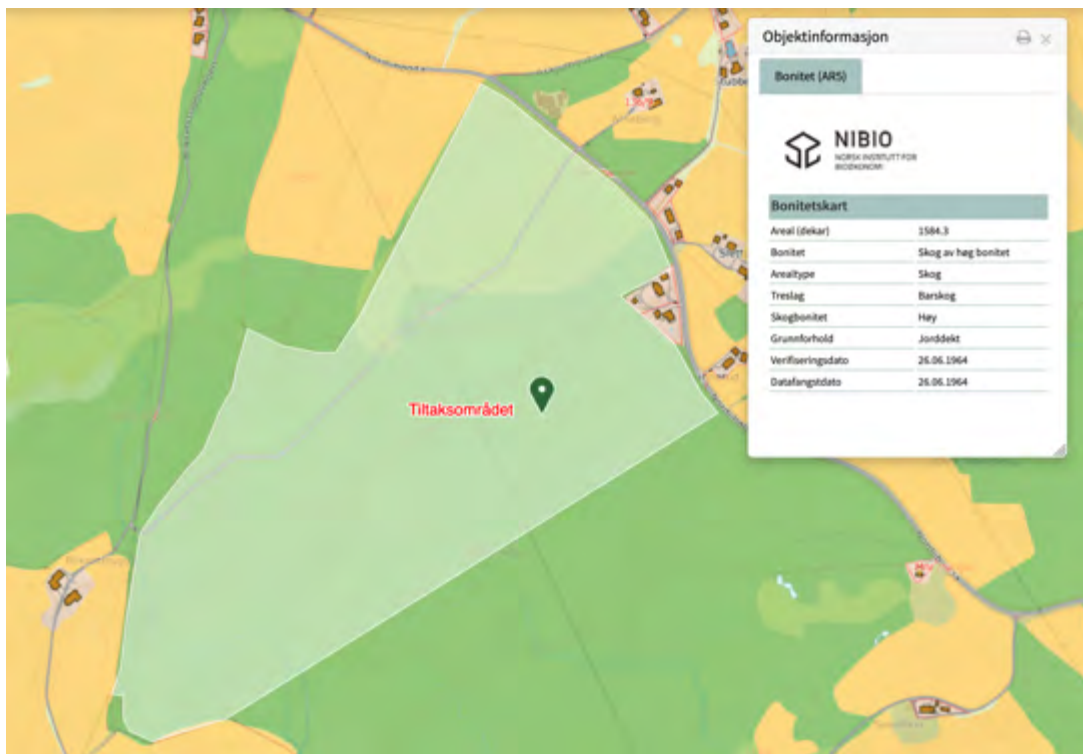 Objektinformasjon
Bonitet (AR5)
NIBIO
NORSK INSTITUTT FOR
BIOØKONOMI
Bonitetskart
Areal (dekar) 1584.3
Bonitet Skog av høg bonitet
Arealtype Skog
Treslag Barskog
Skogbonitet Høy
Grunnforhold Jorddekt
Verifiseringsdato 26.06.1964
Datafangstdato 26.06.1964
Tiltaksområdet